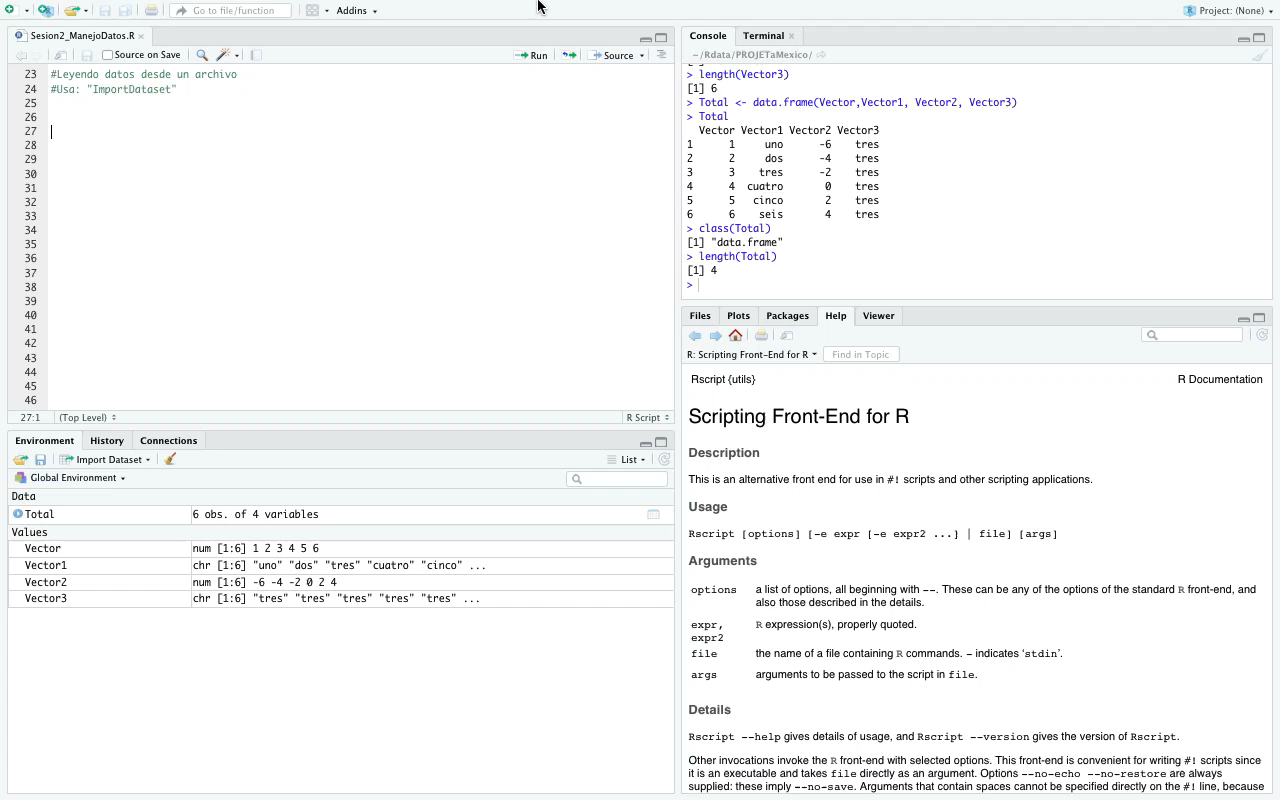 Go to file/function
Addins
Project: (None)
Sesion2_ManejoDatos.R
Source on Save
Run
Source
23 #Leyendo datos desde un archivo
24 #Usa: "ImportDataset"
25
26
27
28
29
30
31
32
33
34
35
36
37
38
39
40
41
42
43
44
45
46
27:1 (Top Level) R Script
Console Terminal
~/Rdata/PROJETaMexico/
> length(Vector3)
[1] 6
> Total <- data.frame(Vector,Vector1, Vector2, Vector3)
> Total
Vector Vector1 Vector2 Vector3
1 1 uno -6 tres
2 2 dos -4 tres
3 3 tres -2 tres
4 4 cuatro 0 tres
5 5 cinco 2 tres
6 6 seis 4 tres
> class(Total)
[1] "data.frame"
> length(Total)
[1] 4
>
Environment History Connections
Import Dataset List
Global Environment
Data
Total 6 obs. of 4 variables
Values
Vector num [1:6] 1 2 3 4 5 6
Vector1 chr [1:6] "uno" "dos" "tres" "cuatro" "cinco" ...
Vector2 num [1:6] -6 -4 -2 0 2 4
Vector3 chr [1:6] "tres" "tres" "tres" "tres" "tres" ...
Files Plots Packages Help Viewer
R: Scripting Front-End for R Find in Topic
Rscript {utils} R Documentation
Scripting Front-End for R
Description
This is an alternative front end for use in #! scripts and other scripting applications.
Usage
Rscript [options] [-e expr [-e expr2 ...] | file] [args]
Arguments
options a list of options, all beginning with --. These can be any of the options of the standard R front-end, and
also those described in the details.
expr, R expression(s), properly quoted.
expr2
file the name of a file containing R commands. - indicates ‘stdin’.
args arguments to be passed to the script in file.
Details
Rscript --help gives details of usage, and Rscript --version gives the version of Rscript.
Other invocations invoke the R front-end with selected options. This front-end is convenient for writing #! scripts since
it is an executable and takes file directly as an argument. Options --no-echo --no-restore are always
supplied: these imply --no-save. Arguments that contain spaces cannot be specified directly on the #! line, because